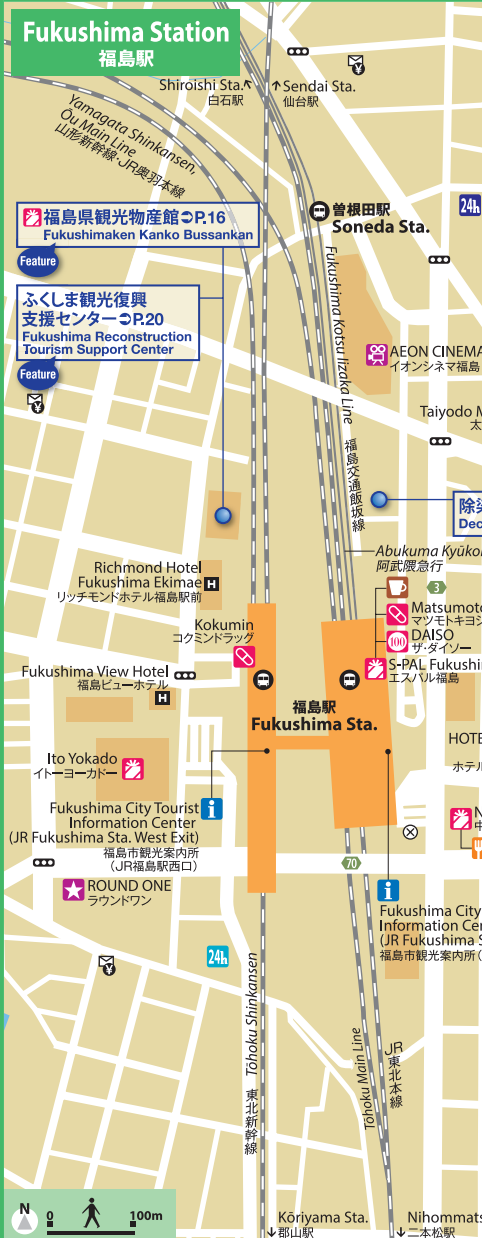 Fukushima Station
福島駅
Shiroishi Sta.
白石駅
Sendai Sta.
仙台駅
Yamagata Shinkansen,
Ōu Main Line
山形新幹線・JR奥羽本線
福島県観光物産館 P.16
Fukushimaken Kanko Bussankan
Feature
ふくしま観光復興
支援センター P.20
Fukushima Reconstruction
Tourism Support Center
Feature
曽根田駅
Soneda Sta.
24h
Fukushima Kotsu Iizaka Line
福島交通飯坂線
AEON CINEMA
イオンシネマ福島
Taiyodo
太
除
Abukuma
阿武隈急行
3
Richmond Hotel
Fukushima Ekimae
リッチモンドホテル福島駅前
H
Kokumin
コクミンドラッグ
Matsumoto
マツモトキヨシ
100
DAISO
ザ・ダイソー
S-PAL
エスパル福島
Fukushima View Hotel
福島ビューホテル
H
福島駅
Fukushima Sta.
HOTEL
ホテル
Ito Yokado
イトーヨーカドー
i
Fukushima City Tourist
Information Center
(JR Fukushima Sta. West Exit)
福島市観光案内所
（JR福島駅西口）
N
70
ROUND ONE
ラウンドワン
i
Fukushima City
Information
(JR Fukushima
福島市観光案内所（
24h
Tōhoku Shinkansen
東北新幹線
Tōhoku Main Line
JR東北本線
N
0 100m
Kōriyama Sta.
郡山駅
二本松駅